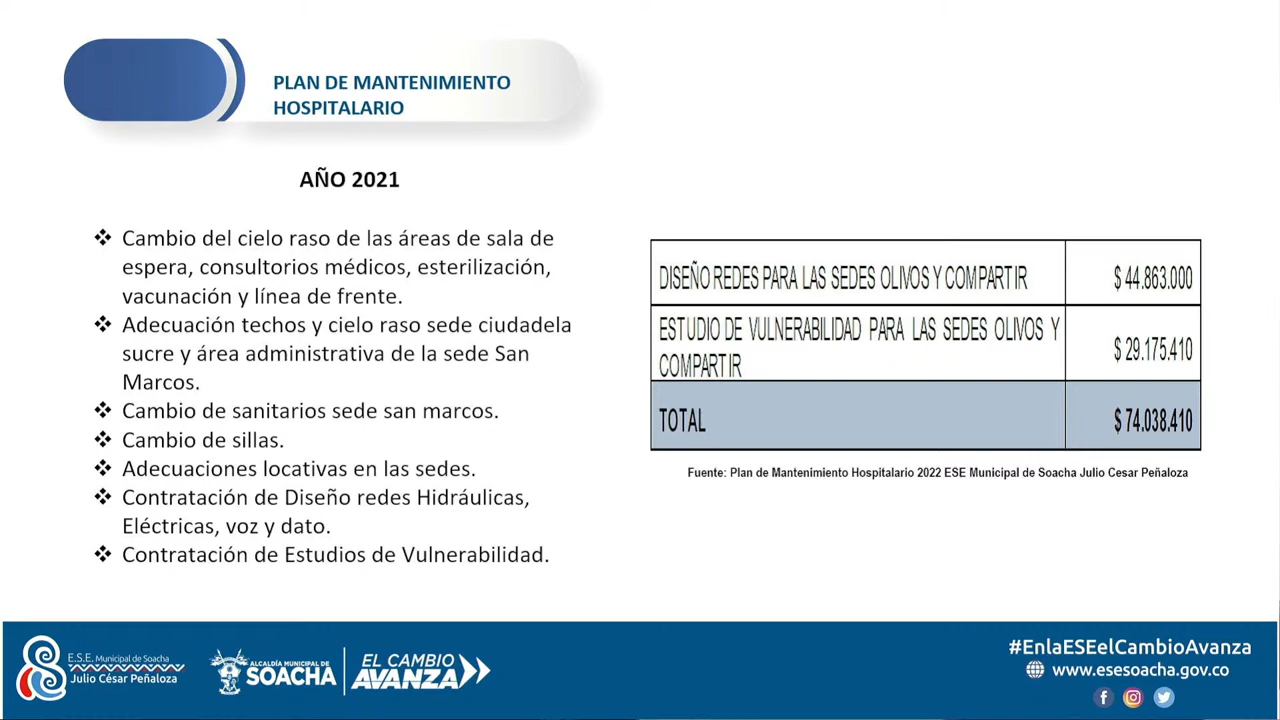 PLAN DE MANTENIMIENTO
HOSPITALARIO
AÑO 2021
❖ Cambio del cielo raso de las áreas de sala de
espera, consultorios médicos, esterilización,
vacunación y línea de frente.
❖ Adecuación techos y cielo raso sede ciudadela
sucre y área administrativa de la sede San
Marcos.
❖ Cambio de sanitarios sede san marcos.
❖ Cambio de sillas.
❖ Adecuaciones locativas en las sedes.
❖ Contratación de Diseño redes Hidráulicas,
Eléctricas, voz y dato.
❖ Contratación de Estudios de Vulnerabilidad.
DISEÑO REDES PARA LAS SEDES OLIVOS Y COMPARTIR $ 44.863.000
ESTUDIO DE VULNERABILIDAD PARA LAS SEDES OLIVOS Y
COMPARTIR $ 29.175.410
TOTAL $ 74.038.410
Fuente: Plan de Mantenimiento Hospitalario 2022 ESE Municipal de Soacha Julio Cesar Peñaloza
E.S.E. Municipal de Soacha
Julio César Peñaloza
ALCALDÍA MUNICIPAL DE
SOACHA
EL CAMBIO
AVANZA
#EnlaESEelCambioAvanza
www.esesoacha.gov.co